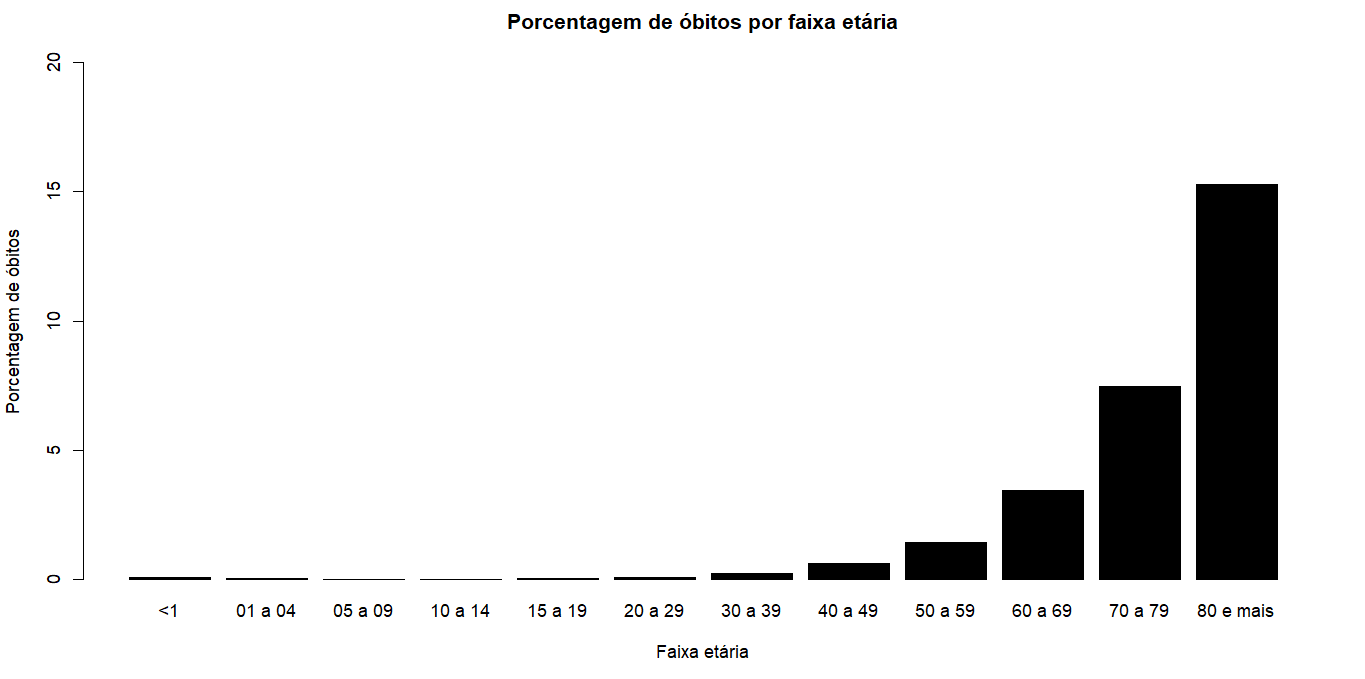 Porcentagem de óbitos por faixa etária
20
15
10
5
0
Porcentagem de óbitos
<1 01 a 04 05 a 09 10 a 14 15 a 19 20 a 29 30 a 39 40 a 49 50 a 59 60 a 69 70 a 79 80 e mais
Faixa etária